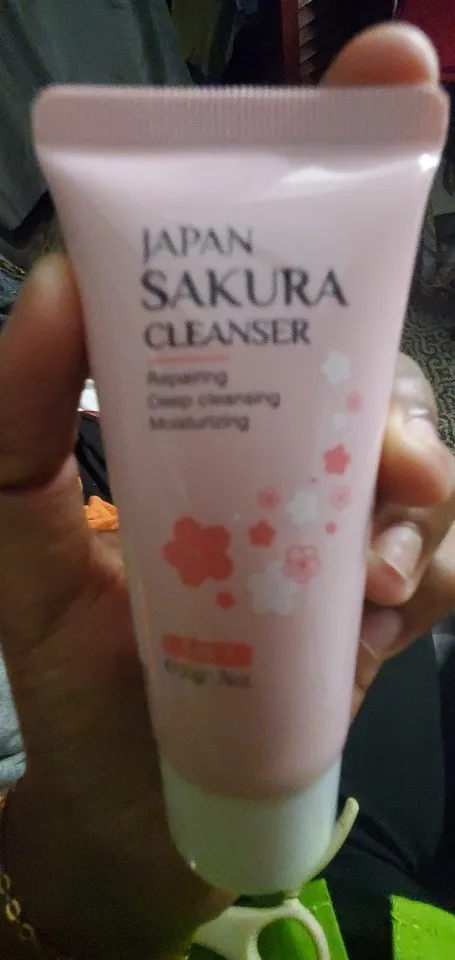 JAPAN
SAKURA
CLEANSER
Repairing
Deep cleansing
Moisturizing